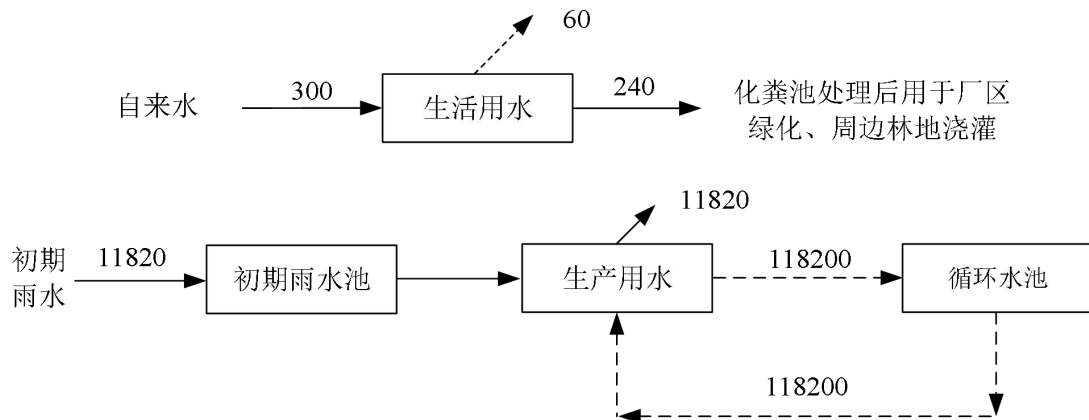 60
自来水
300
生活用水
240
化粪池处理后用于厂区
绿化、周边林地浇灌
11820
初期
雨水
11820
初期雨水池
生产用水
118200
循环水池
118200